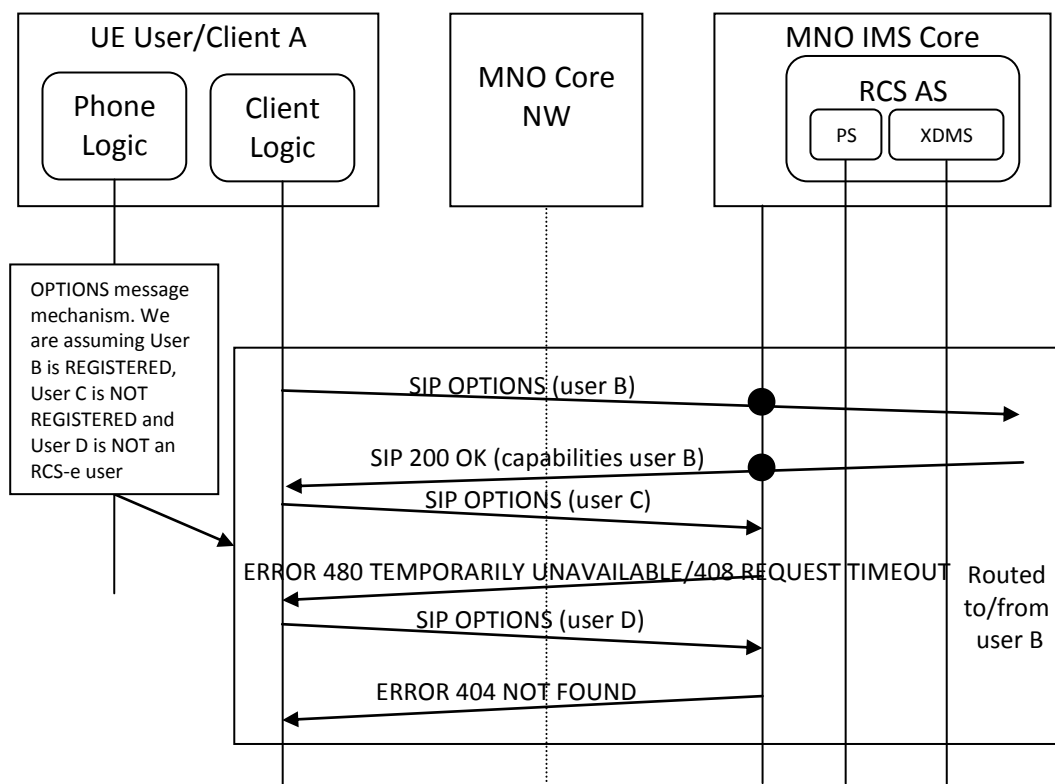 UE User/Client A
Phone
Logic
Client
Logic
MNO Core
NW
MNO IMS Core
RCS AS
PS
XDMS
OPTIONS message
mechanism. We
are assuming User
B is REGISTERED,
User C is NOT
REGISTERED and
User D is NOT an
RCS-e user
SIP OPTIONS (user B)
SIP 200 OK (capabilities user B)
SIP OPTIONS (user C)
ERROR 480 TEMPORARILY UNAVAILABLE/408 REQUEST TIMEOUT
SIP OPTIONS (user D)
ERROR 404 NOT FOUND
Routed
to/from
user B